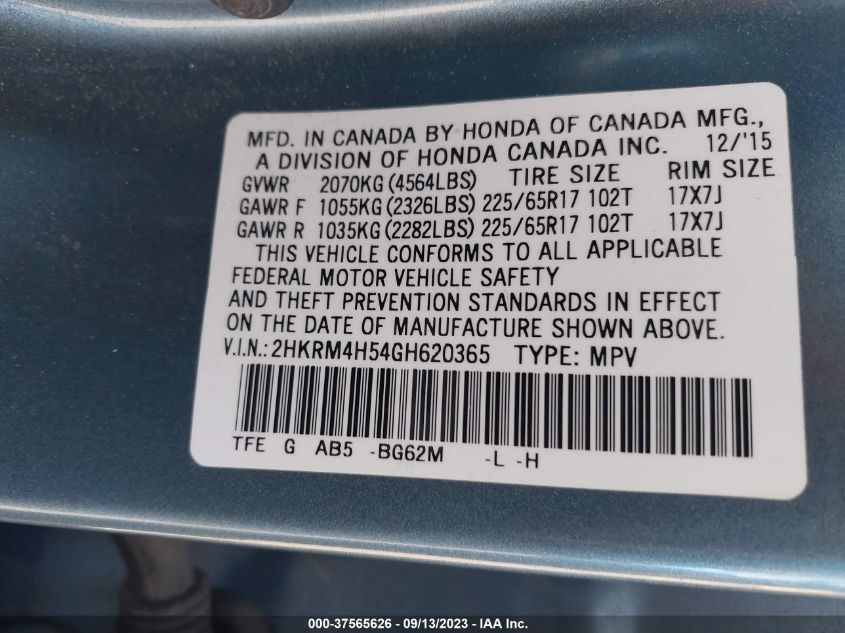 MFD. IN CANADA BY HONDA OF CANADA MFG.,
A DIVISION OF HONDA CANADA INC. 12/'15
GVWR 2070KG (4564LBS) TIRE SIZE RIM SIZE
GAWR F 1055KG (2326LBS) 225/65R17 102T 17X7J
GAWR R 1035KG (2282LBS) 225/65R17 102T 17X7J
THIS VEHICLE CONFORMS TO ALL APPLICABLE
FEDERAL MOTOR VEHICLE SAFETY
AND THEFT PREVENTION STANDARDS IN EFFECT
ON THE DATE OF MANUFACTURE SHOWN ABOVE.
V.I.N.: 2HKRM4H54GH620365 TYPE: MPV
TFE G AB5 -BG62M -L -H
000-37565626 - 09/13/2023 - IAA Inc.